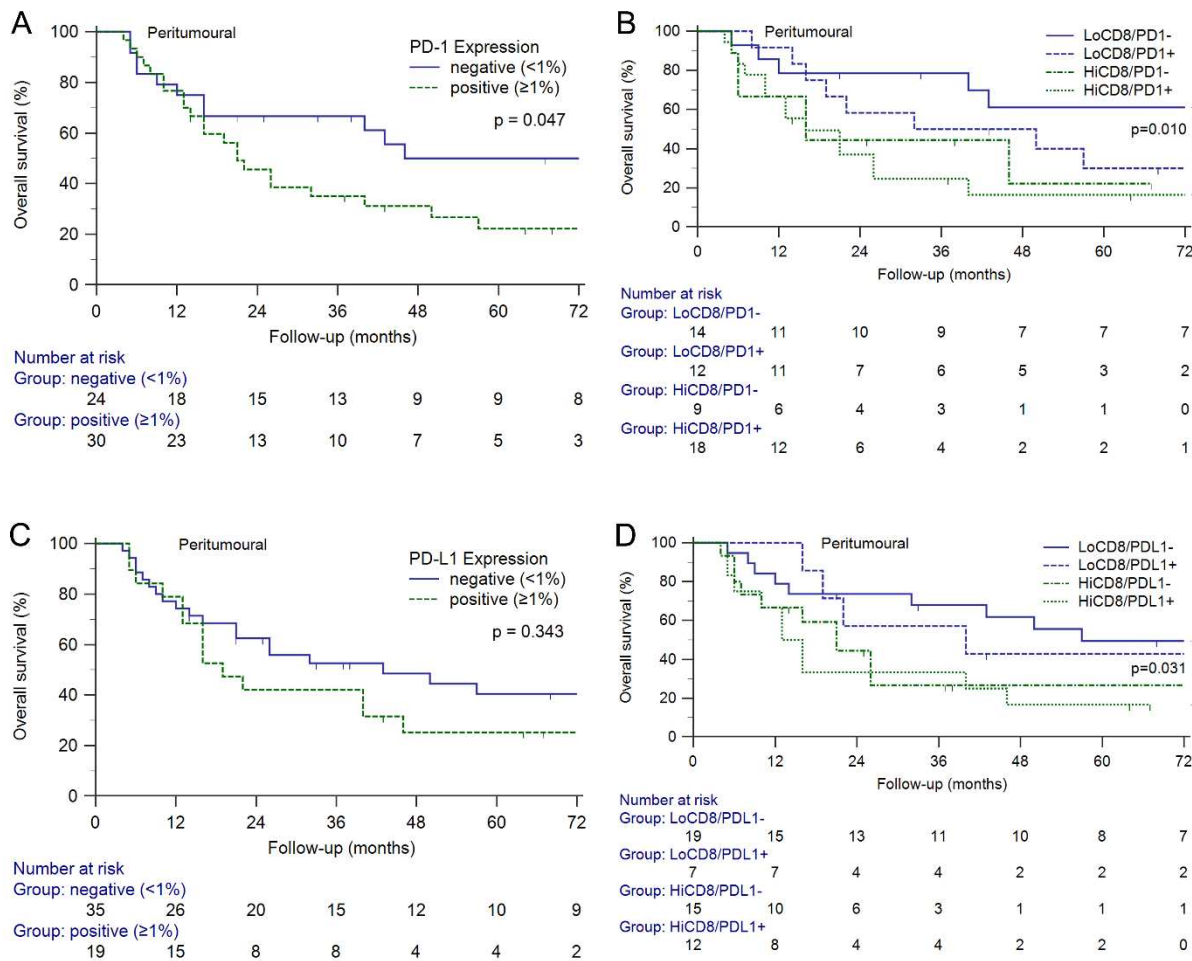 A
Peritumoural
PD-1 Expression
negative (<1%)
positive (≥1%)
p = 0.047
Overall survival (%)
100
80
60
40
20
0
0 12 24 36 48 60 72
Follow-up (months)
Number at risk
Group: negative (<1%)
24 18 15 13 9 9 8
Group: positive (≥1%)
30 23 13 10 7 5 3
B
Peritumoural
LoCD8/PD1-
LoCD8/PD1+
HiCD8/PD1-
HiCD8/PD1+
p=0.010
Overall survival (%)
100
80
60
40
20
0
0 12 24 36 48 60 72
Follow-up (months)
Number at risk
Group: LoCD8/PD1-
14 11 10 9 7 7 7
Group: LoCD8/PD1+
12 11 7 6 5 3 2
Group: HiCD8/PD1-
9 6 4 3 1 1 0
Group: HiCD8/PD1+
18 12 6 4 2 2 1
C
Peritumoural
PD-L1 Expression
negative (<1%)
positive (≥1%)
p = 0.343
Overall survival (%)
100
80
60
40
20
0
0 12 24 36 48 60 72
Follow-up (months)
Number at risk
Group: negative (<1%)
35 26 20 15 12 10 9
Group: positive (≥1%)
19 15 8 8 4 4 2
D
Peritumoural
LoCD8/PDL1-
LoCD8/PDL1+
HiCD8/PDL1-
HiCD8/PDL1+
p=0.031
Overall survival (%)
100
80
60
40
20
0
0 12 24 36 48 60 72
Follow-up (months)
Number at risk
Group: LoCD8/PDL1-
19 15 13 11 10 8 7
Group: LoCD8/PDL1+
7 7 4 4 2 2 2
Group: HiCD8/PDL1-
15 10 6 3 1 1 1
Group: HiCD8/PDL1+
12 8 4 4 2 2 0